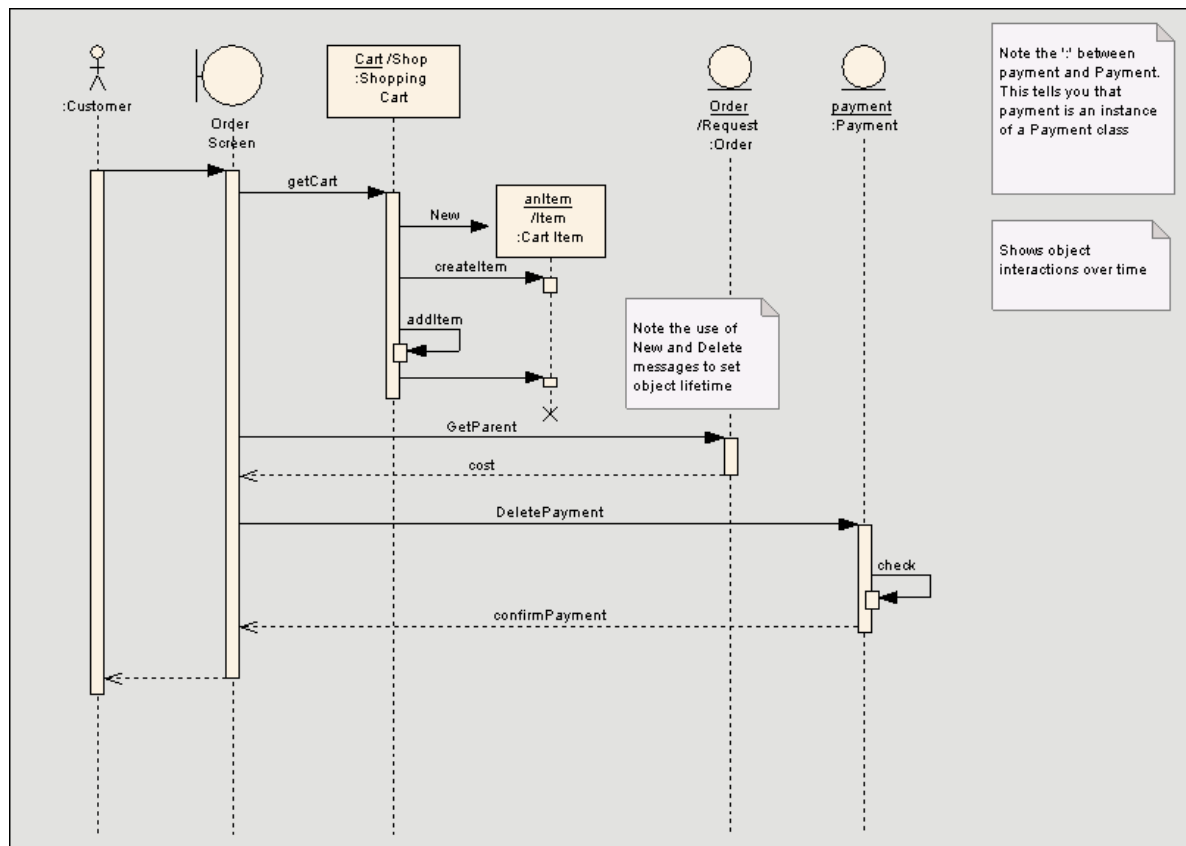 :Customer
Order
Screen
Cart /Shop
:Shopping
Cart
Order
/Request
:Order
payment
:Payment
Note the ':' between
payment and Payment.
This tells you that
payment is an instance
of a Payment class
getCart
New
anItem
/Item
:Cart Item
createItem
Shows object
interactions over time
addItem
Note the use of
New and Delete
messages to set
object lifetime
GetParent
cost
DeletePayment
check
confirmPayment